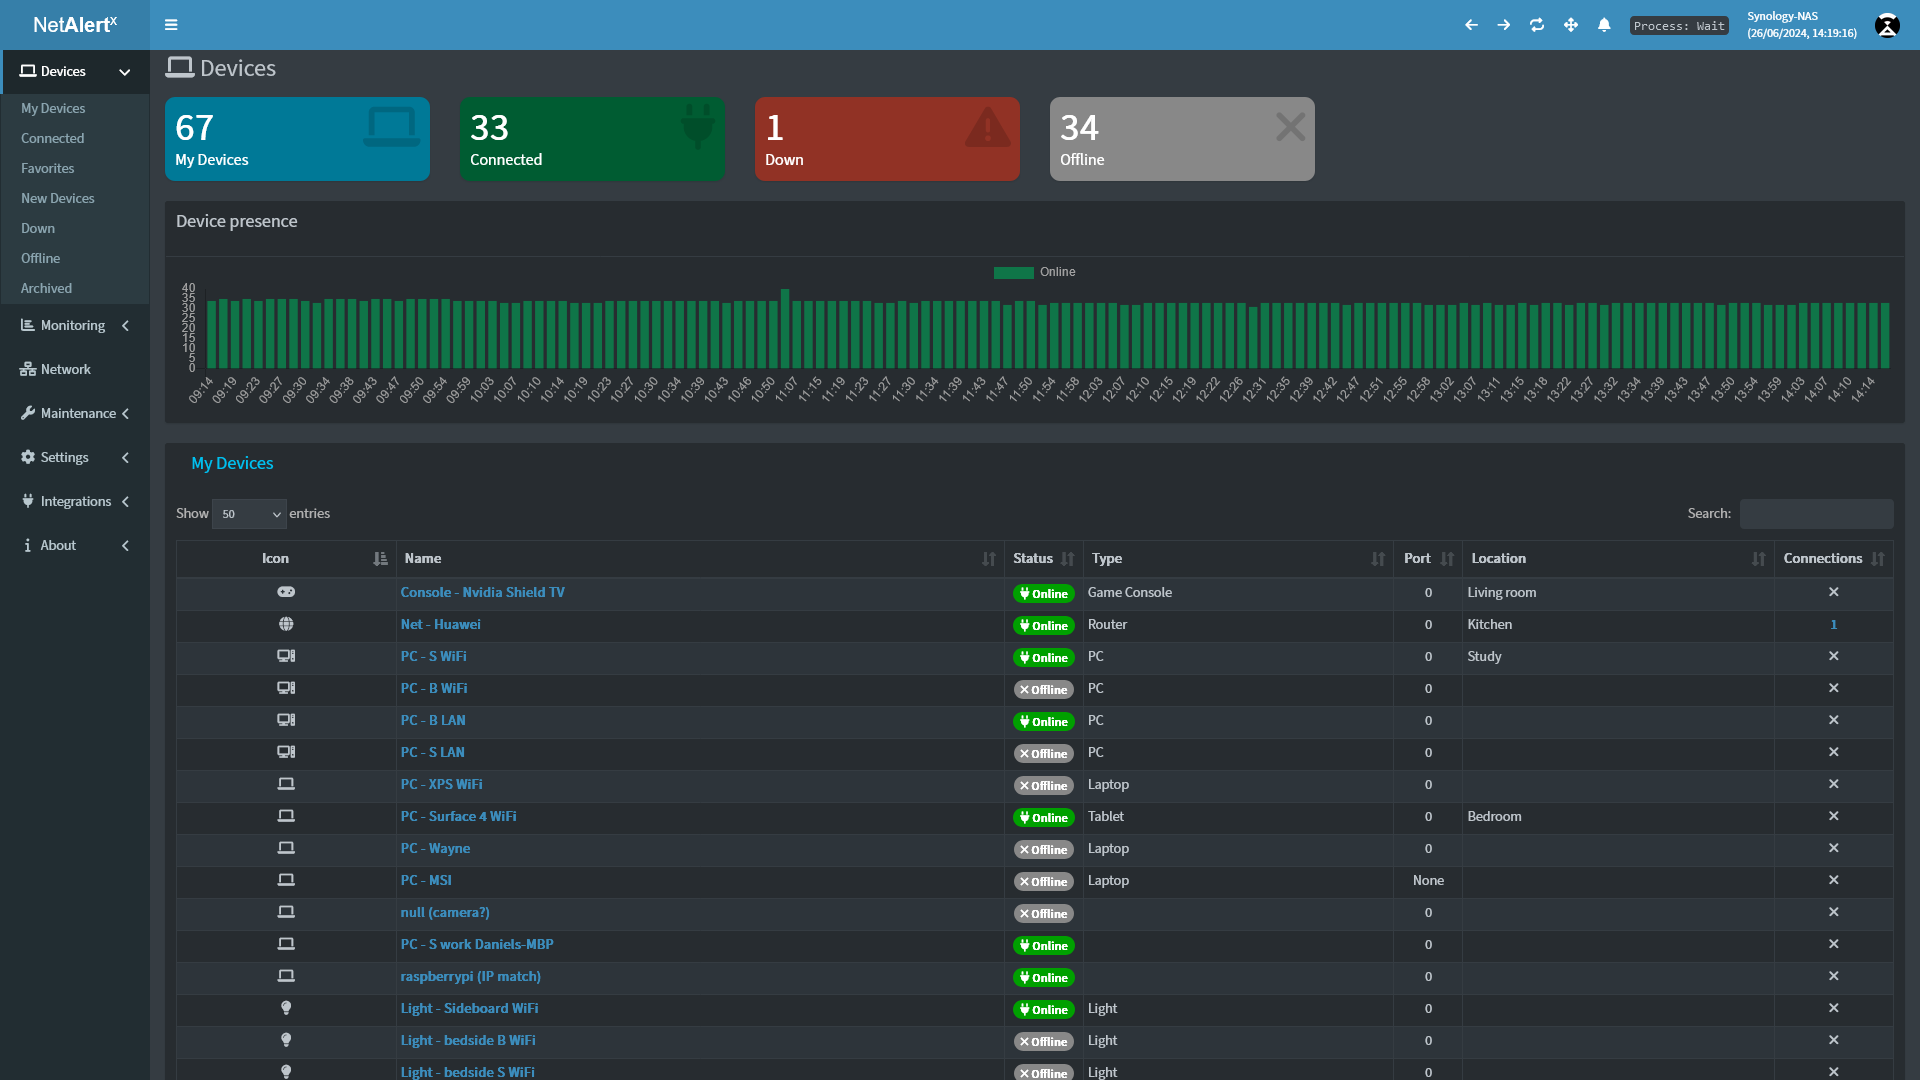 NetAlertx
Process: Wait
Synology-NAS
(26/06/2024, 14:19:16)
Devices
My Devices
Connected
Favorites
New Devices
Down
Offline
Archived
Monitoring
Network
Maintenance
Settings
Integrations
About
Devices
67
My Devices
33
Connected
1
Down
34
Offline
Device presence
Online
40
35
30
25
20
15
10
5
0
09:14 09:19 09:23 09:27 09:30 09:34 09:38 09:43 09:47 09:50 09:54 09:59 10:03 10:07 10:10 10:14 10:19 10:23 10:27 10:30 10:34 10:39 10:43 10:46 10:50 11:07 11:15 11:19 11:23 11:27 11:30 11:34 11:39 11:43 11:47 11:50 11:54 11:58 12:03 12:07 12:10 12:15 12:19 12:22 12:26 12:31 12:35 12:39 12:42 12:47 12:51 12:55 12:58 13:02 13:07 13:11 13:15 13:18 13:22 13:27 13:32 13:34 13:39 13:43 13:47 13:50 13:54 13:59 14:03 14:07 14:10 14:14
My Devices
Show 50 entries
Search:
Icon Name Status Type Port Location Connections
Console - Nvidia Shield TV Online Game Console 0 Living room
Net - Huawei Online Router 0 Kitchen 1
PC - S WiFi Online PC 0 Study
PC - B WiFi Offline PC 0
PC - B LAN Online PC 0
PC - S LAN Offline PC 0
PC - XPS WiFi Offline Laptop 0
PC - Surface 4 WiFi Online Tablet 0 Bedroom
PC - Wayne Offline Laptop 0
PC - MSI Offline Laptop None
null (camera?) Offline 0
PC - S work Daniels-MBP Online 0
raspberrypi (IP match) Online 0
Light - Sideboard WiFi Online Light 0
Light - bedside B WiFi Offline Light 0
Light - bedside S WiFi Offline Light 0